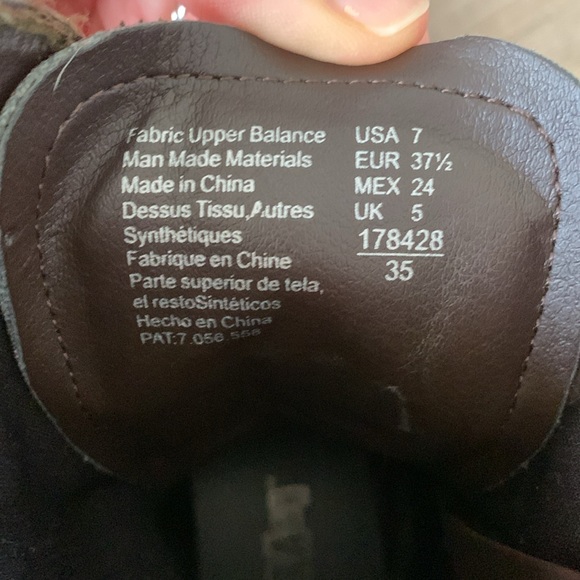 Fabric Upper Balance
Man Made Materials
Made in China
Dessus Tissu,Autres
Synthétiques
Fabrique en Chine
Parte superior de tela,
el restoSintéticos
Hecho en China
PAT:7.056.558
USA 7
EUR 37½
MEX 24
UK 5
178428
35